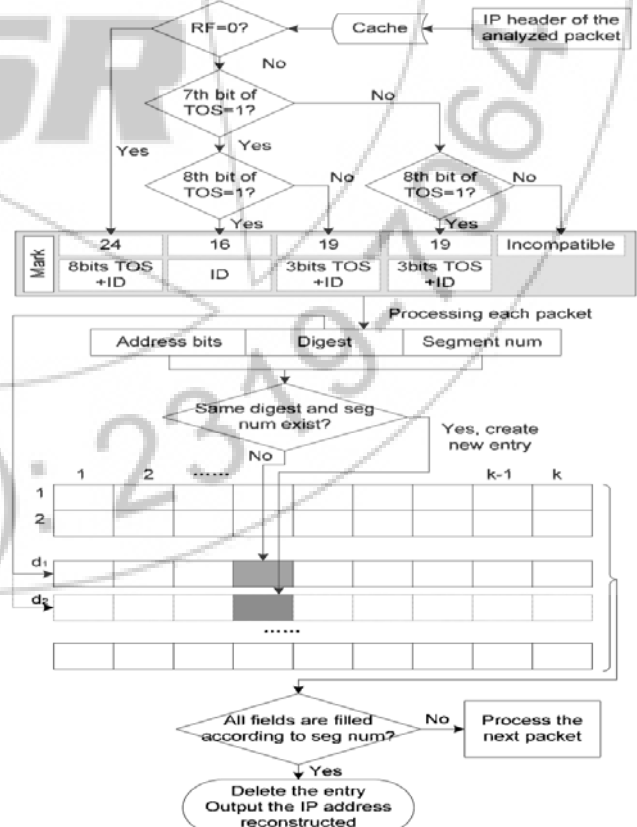 RF=0?
Cache
IP header of the
analyzed packet
No
7th bit of
TOS=1?
No
Yes
Yes
8th bit of
TOS=1?
No
8th bit of
TOS=1?
No
Yes
Yes
Mark
24
16
19
19
Incompatible
8bits TOS
+ID
ID
3bits TOS
+ID
3bits TOS
+ID
Processing each packet
Address bits
Digest
Segment num
Same digest and seg
num exist?
Yes, create
new entry
No
1
2
......
k-1
k
1
2
d1
d2
......
All fields are filled
according to seg num?
No
Process the
next packet
Yes
Delete the entry
Output the IP address
reconstructed
SR
): 2319-7064